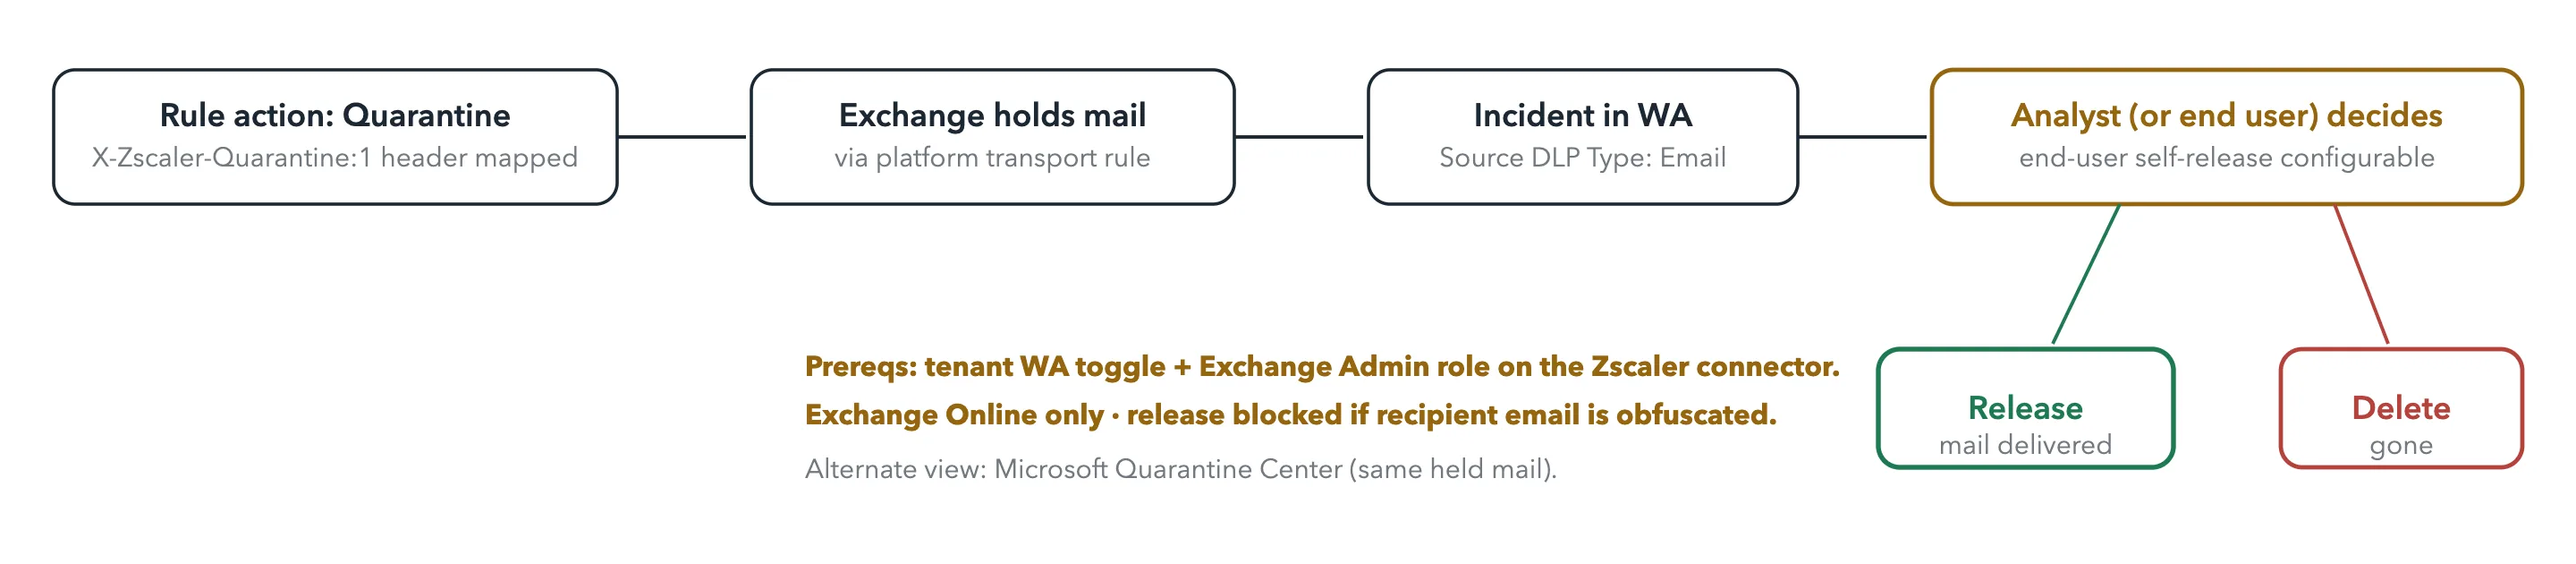 Rule action: Quarantine
X-Zscaler-Quarantine:1 header mapped
Exchange holds mail
via platform transport rule
Incident in WA
Source DLP Type: Email
Analyst (or end user) decides
end-user self-release configurable
Prereqs: tenant WA toggle + Exchange Admin role on the Zscaler connector.
Exchange Online only · release blocked if recipient email is obfuscated.
Alternate view: Microsoft Quarantine Center (same held mail).
Release
mail delivered
Delete
gone